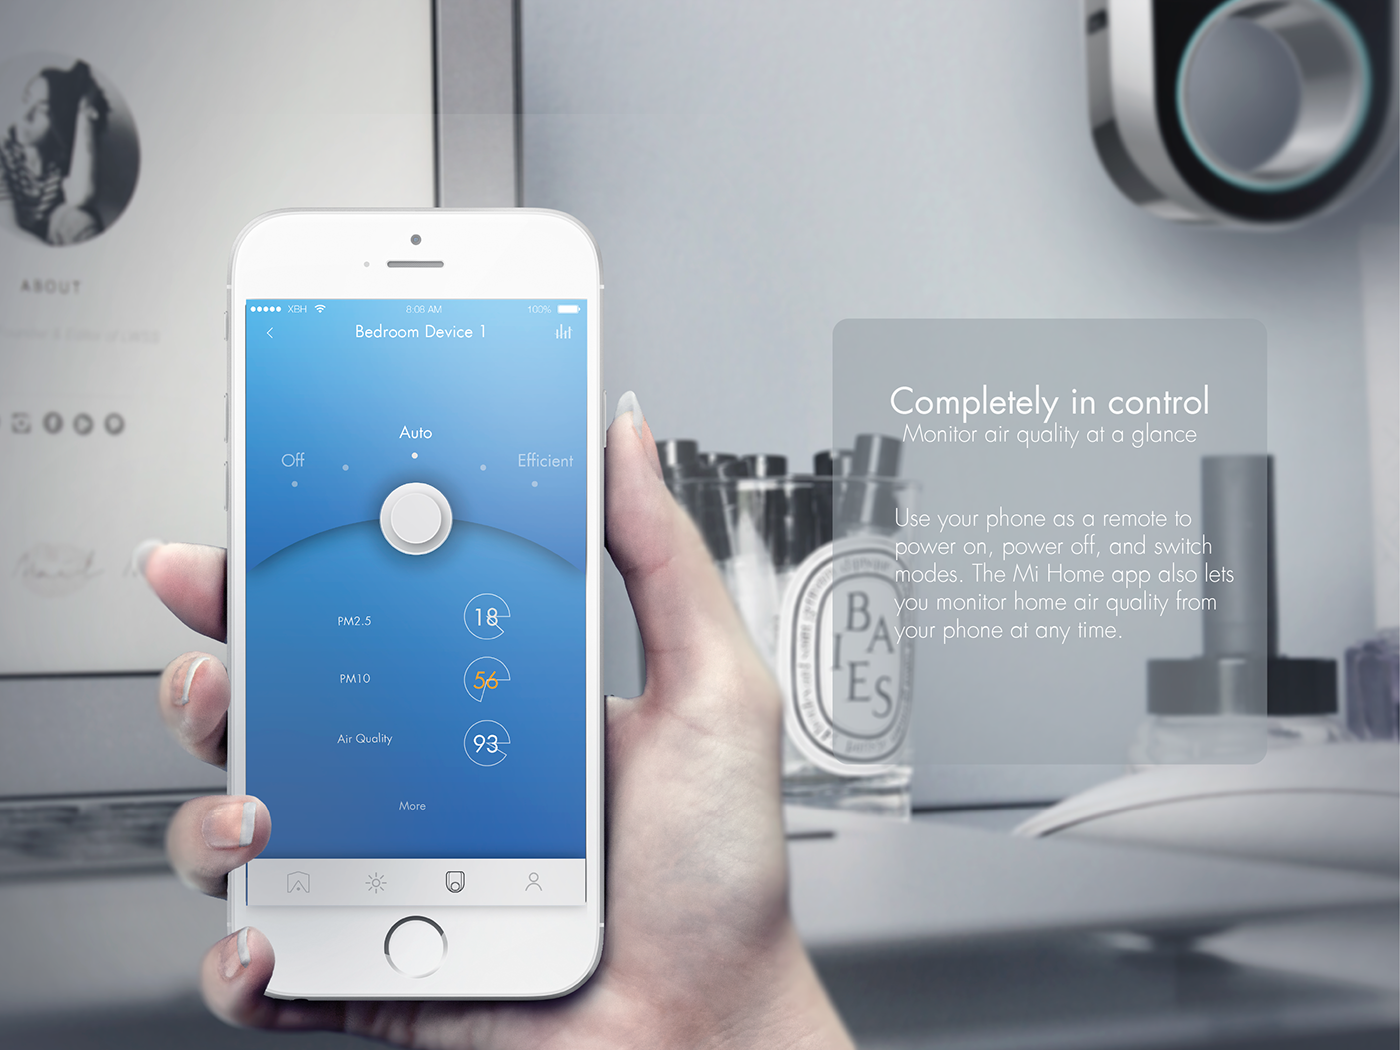 ABOUT
XBH
8:08 AM
100%
Bedroom Device 1
Auto
Off
Efficient
PM2.5
18
PM10
56
Air Quality
93
More
Completely in control
Monitor air quality at a glance
Use your phone as a remote to
power on, power off, and switch
modes. The Mi Home app also lets
you monitor home air quality from
your phone at any time.
BA
IES